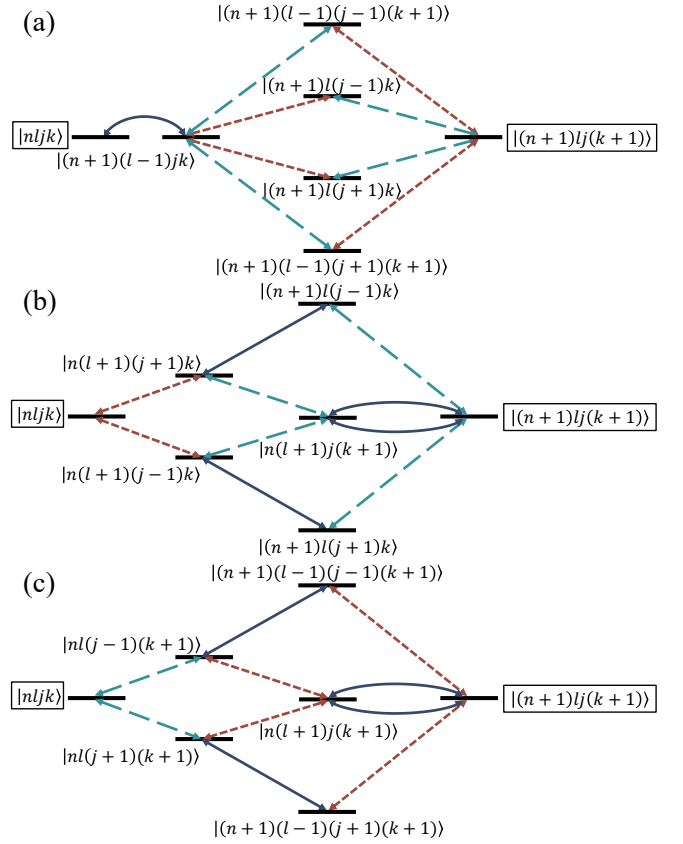 (a)
|(n+1)(l−1)(j−1)(k+1)⟩
|(n+1)l(j−1)k⟩
|nljk⟩
|(n+1)lj(k+1)⟩
|(n+1)(l−1)jk⟩
|(n+1)l(j+1)k⟩
|(n+1)(l−1)(j+1)(k+1)⟩
(b)
|(n+1)l(j−1)k⟩
|n(l+1)(j+1)k⟩
|nljk⟩
|(n+1)lj(k+1)⟩
|n(l+1)j(k+1)⟩
|n(l+1)(j−1)k⟩
|(n+1)l(j+1)k⟩
(c)
|(n+1)(l−1)(j−1)(k+1)⟩
|nl(j−1)(k+1)⟩
|nljk⟩
|(n+1)lj(k+1)⟩
|n(l+1)j(k+1)⟩
|nl(j+1)(k+1)⟩
|(n+1)(l−1)(j+1)(k+1)⟩